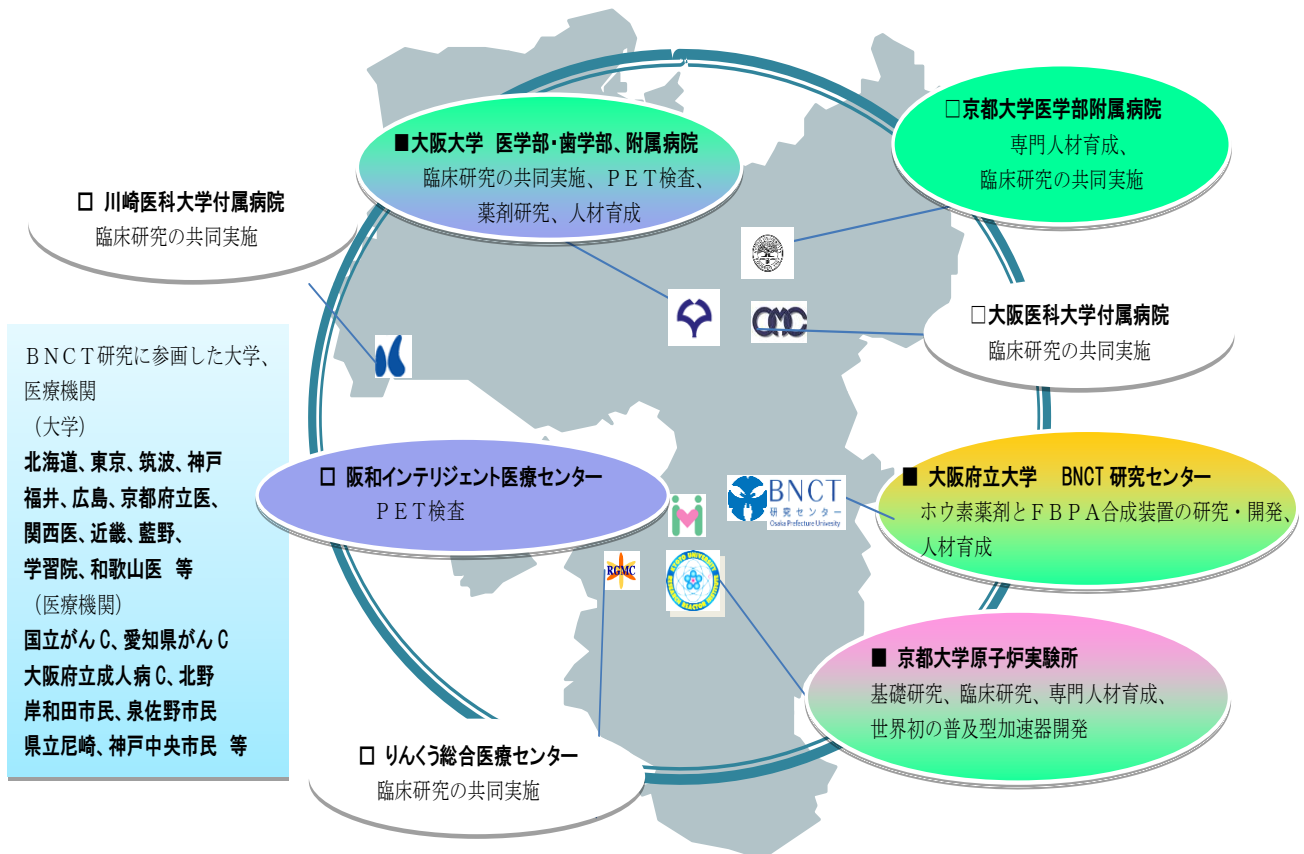 ■大阪大学 医学部・歯学部、附属病院
臨床研究の共同実施、ＰＥＴ検査、
薬剤研究、人材育成
□京都大学医学部附属病院
専門人材育成、
臨床研究の共同実施
□ 川崎医科大学付属病院
臨床研究の共同実施
OMC
□大阪医科大学付属病院
臨床研究の共同実施
ＢＮＣＴ研究に参画した大学、
医療機関
（大学）
北海道、東京、筑波、神戸
福井、広島、京都府立医、
関西医、近畿、藍野、
学習院、和歌山医 等
（医療機関）
国立がんC、愛知県がんC
大阪府立成人病C、北野
岸和田市民、泉佐野市民
県立尼崎、神戸中央市民 等
□ 阪和インテリジェント医療センター
ＰＥＴ検査
BNCT
研究センター
Osaka Prefecture University
■ 大阪府立大学 BNCT研究センター
ホウ素薬剤とＦＢＰＡ合成装置の研究・開発、
人材育成
RGMC
■ 京都大学原子炉実験所
基礎研究、臨床研究、専門人材育成、
世界初の普及型加速器開発
□ りんくう総合医療センター
臨床研究の共同実施